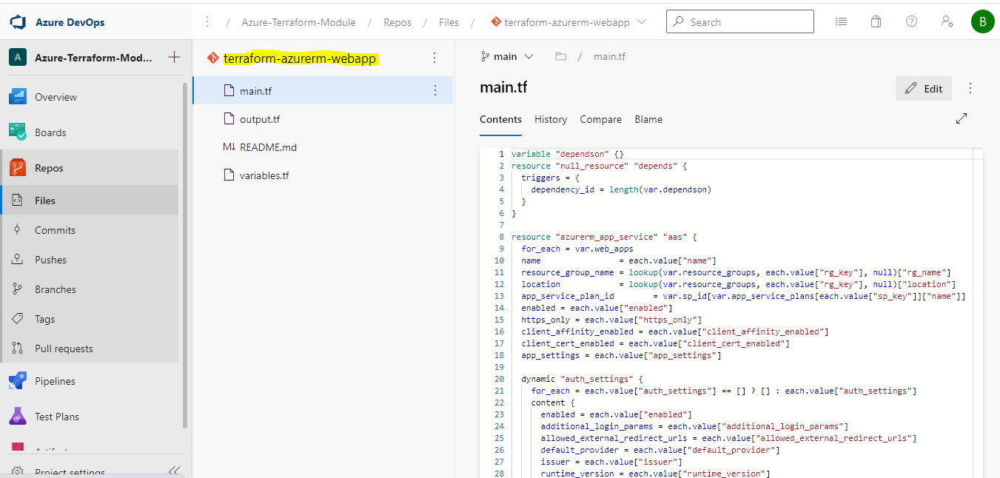 Azure DevOps
/ Azure-Terraform-Module / Repos / Files / terraform-azurerm-webapp
Search
B
A Azure-Terraform-Mod...
Overview
Boards
Repos
Files
Commits
Pushes
Branches
Tags
Pull requests
Pipelines
Test Plans
Artifacts
Project settings
terraform-azurerm-webapp
main.tf
output.tf
M↓ README.md
variables.tf
main / main.tf
main.tf
Edit
Contents History Compare Blame
1 variable "dependson" {}
2 resource "null_resource" "depends" {
3 triggers = {
4 dependency_id = length(var.dependson)
5 }
6 }
7
8 resource "azurerm_app_service" "aas" {
9 for_each = var.web_apps
10 name = each.value["name"]
11 resource_group_name = lookup(var.resource_groups, each.value["rg_key"], null)["rg_name"]
12 location = lookup(var.resource_groups, each.value["rg_key"], null)["location"]
13 app_service_plan_id = var.sp_id[var.app_service_plans[each.value["sp_key"]]["name"]]
14 enabled = each.value["enabled"]
15 https_only = each.value["https_only"]
16 client_affinity_enabled = each.value["client_affinity_enabled"]
17 client_cert_enabled = each.value["client_cert_enabled"]
18 app_settings = each.value["app_settings"]
19
20 dynamic "auth_settings" {
21 for_each = each.value["auth_settings"] == [] ? [] : each.value["auth_settings"]
22 content {
23 enabled = each.value["enabled"]
24 additional_login_params = each.value["additional_login_params"]
25 allowed_external_redirect_urls = each.value["allowed_external_redirect_urls"]
26 default_provider = each.value["default_provider"]
27 issuer = each.value["issuer"]
28 runtime_version = each.value["runtime_version"]